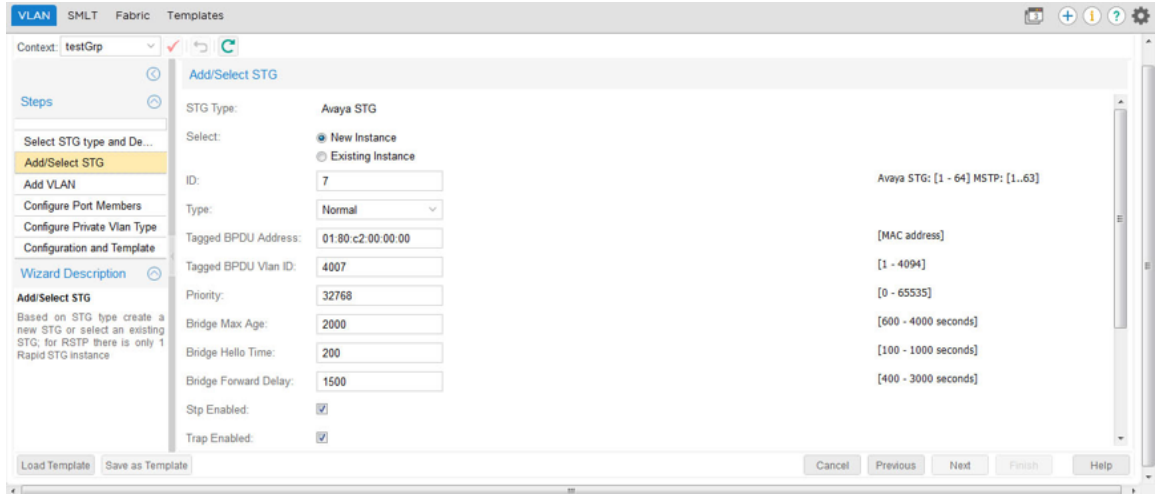 VLAN SMLT Fabric Templates
3 + i ?
Context: testGrp
Add/Select STG
Steps
Select STG type and De...
Add/Select STG
Add VLAN
Configure Port Members
Configure Private Vlan Type
Configuration and Template
Wizard Description
Add/Select STG
Based on STG type create a
new STG or select an existing
STG; for RSTP there is only 1
Rapid STG instance
STG Type: Avaya STG
Select: New Instance
Existing Instance
ID: 7 Avaya STG: [1 - 64] MSTP: [1..63]
Type: Normal
Tagged BPDU Address: 01:80:c2:00:00:00 [MAC address]
Tagged BPDU Vlan ID: 4007 [1 - 4094]
Priority: 32768 [0 - 65535]
Bridge Max Age: 2000 [600 - 4000 seconds]
Bridge Hello Time: 200 [100 - 1000 seconds]
Bridge Forward Delay: 1500 [400 - 3000 seconds]
Stp Enabled:
Trap Enabled:
Load Template Save as Template Cancel Previous Next Finish Help